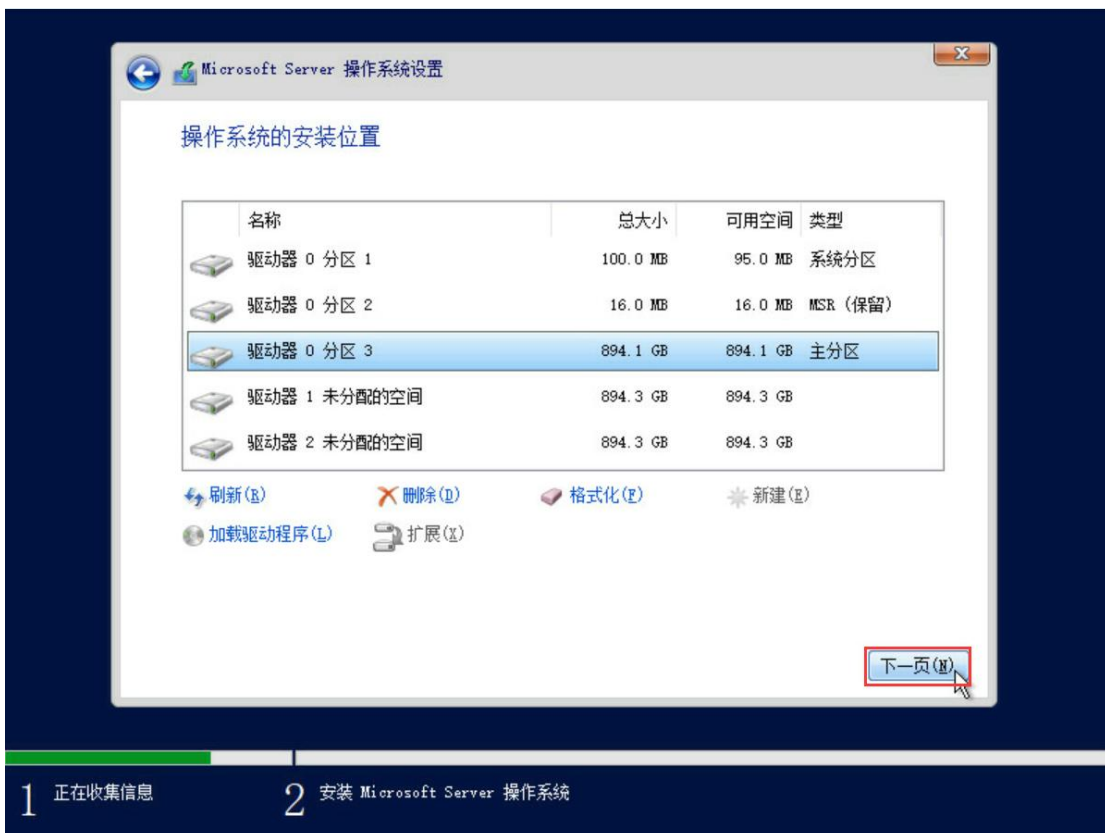 Microsoft Server 操作系统设置
操作系统的安装位置
名称 总大小 可用空间 类型
驱动器 0 分区 1 100.0 MB 95.0 MB 系统分区
驱动器 0 分区 2 16.0 MB 16.0 MB MSR (保留)
驱动器 0 分区 3 894.1 GB 894.1 GB 主分区
驱动器 1 未分配的空间 894.3 GB 894.3 GB
驱动器 2 未分配的空间 894.3 GB 894.3 GB
刷新(R) 删除(D) 格式化(F) 新建(E)
加载驱动程序(L) 扩展(X)
下一页(N)
1 正在收集信息 2 安装 Microsoft Server 操作系统